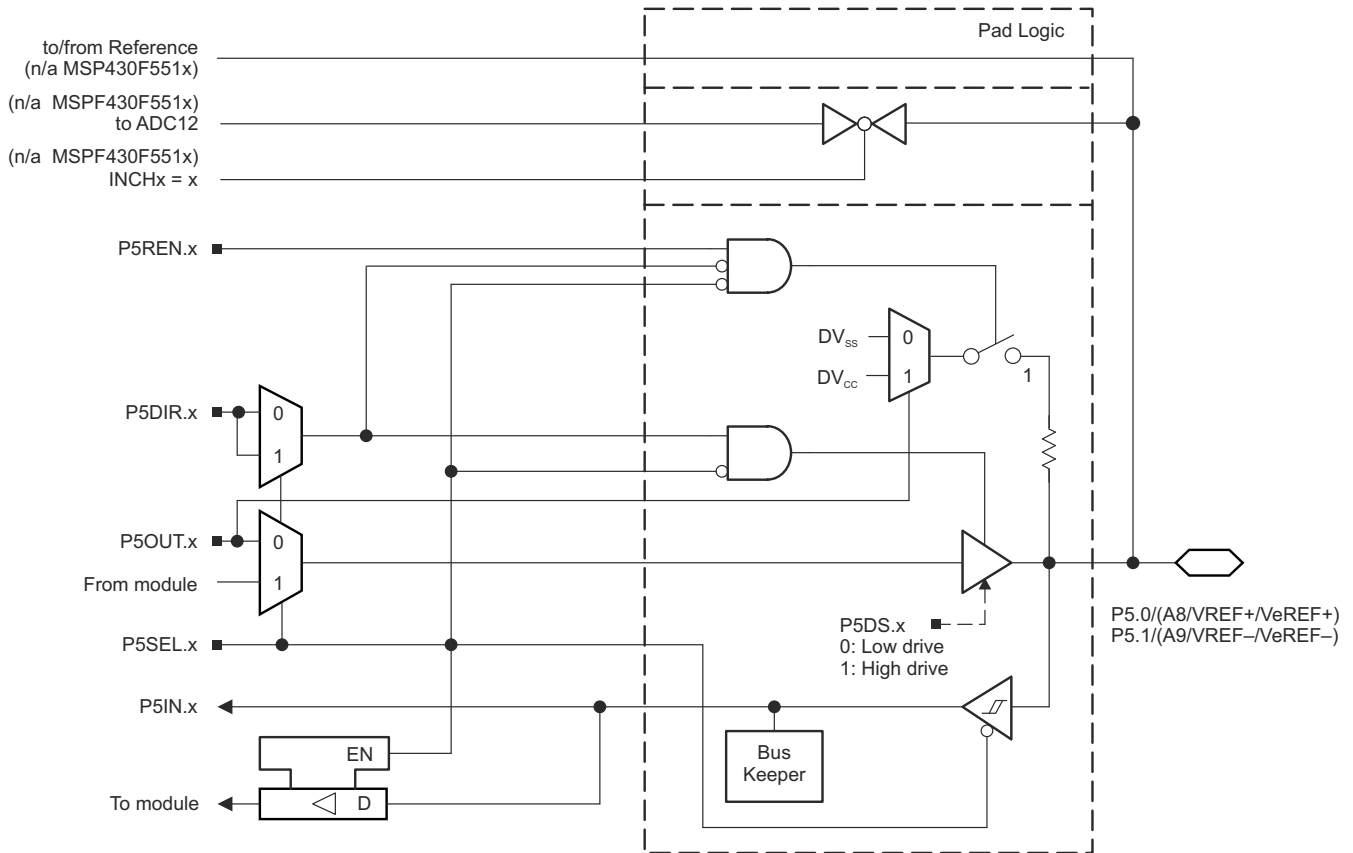 Pad Logic
to/from Reference
(n/a MSP430F551x)
(n/a MSPF430F551x)
to ADC12
(n/a MSPF430F551x)
INCHx = x
P5REN.x
DVSS
0
DVCC
1
1
P5DIR.x
0
1
P5OUT.x
0
From module
1
P5SEL.x
P5DS.x
0: Low drive
1: High drive
P5.0/(A8/VREF+/VeREF+)
P5.1/(A9/VREF–/VeREF–)
P5IN.x
EN
Bus
Keeper
To module
D